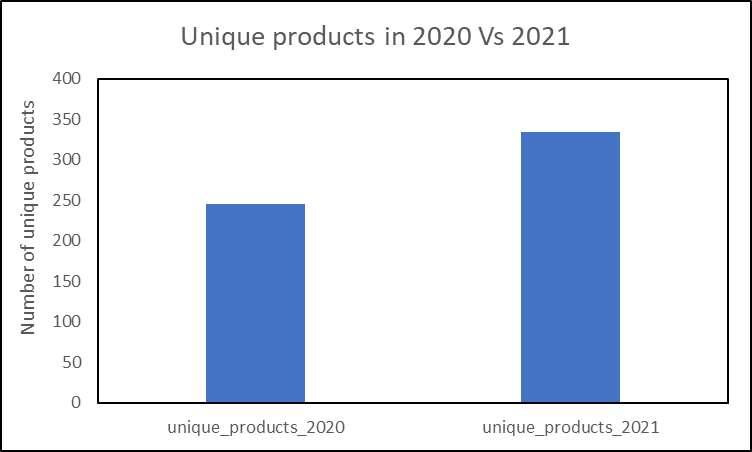 Unique products in 2020 Vs 2021
Number of unique products
400
350
300
250
200
150
100
50
0
unique_products_2020
unique_products_2021